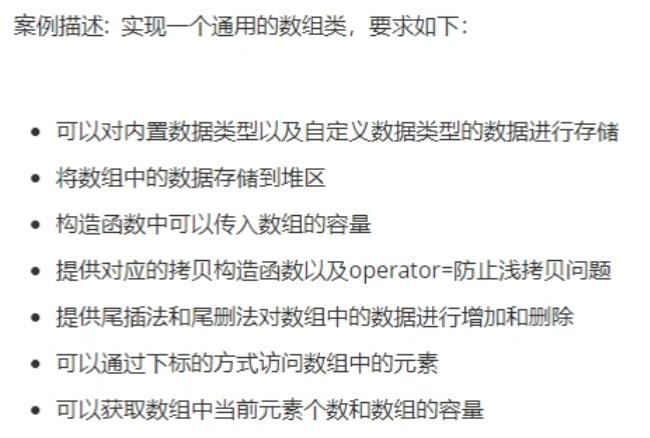 案例描述: 实现一个通用的数组类，要求如下：
• 可以对内置数据类型以及自定义数据类型的数据进行存储
• 将数组中的数据存储到堆区
• 构造函数中可以传入数组的容量
• 提供对应的拷贝构造函数以及operator=防止浅拷贝问题
• 提供尾插法和尾删法对数组中的数据进行增加和删除
• 可以通过下标的方式访问数组中的元素
• 可以获取数组中当前元素个数和数组的容量